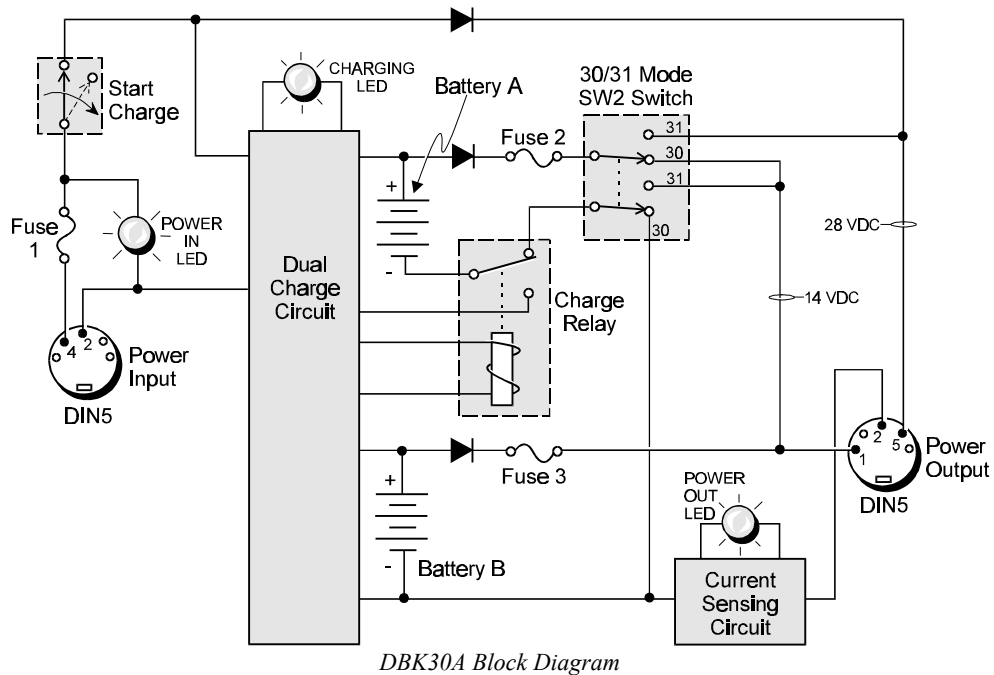 Start
Charge
CHARGING
LED
Battery A
30/31 Mode
SW2 Switch
Fuse 2
31
30
31
30
Fuse
1
POWER
IN
LED
+
-
Dual
Charge
Circuit
Charge
Relay
28 VDC
14 VDC
4
2
Power
Input
DIN5
+
-
Battery B
Fuse 3
2
1
5
Power
Output
DIN5
POWER
OUT
LED
Current
Sensing
Circuit
DBK30A Block Diagram